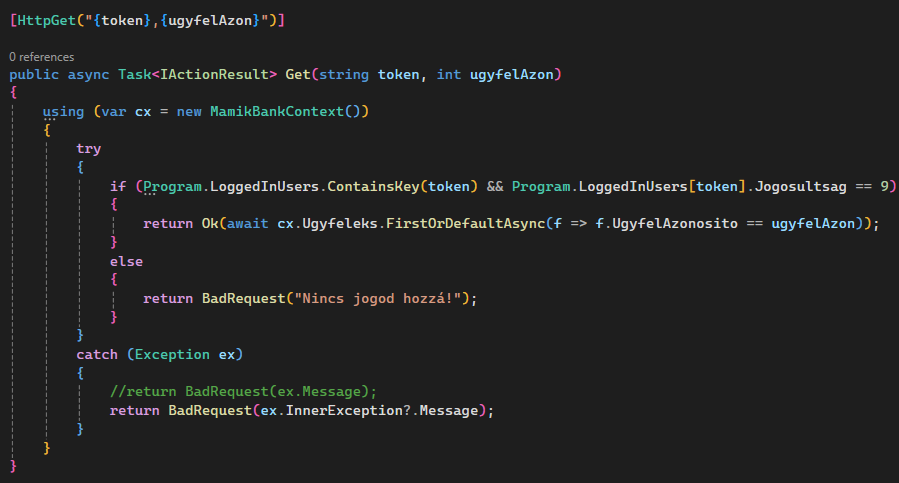 [HttpGet("{token},{ugyfelAzon}")]
0 references
public async Task<IActionResult> Get(string token, int ugyfelAzon)
{
using (var cx = new MamikBankContext())
{
try
{
if (Program.LoggedInUsers.ContainsKey(token) && Program.LoggedInUsers[token].Jogosultsag == 9)
{
return Ok(await cx.Ugyfeleks.FirstOrDefaultAsync(f => f.UgyfelAzonosito == ugyfelAzon));
}
else
{
return BadRequest("Nincs jogod hozzá!");
}
}
catch (Exception ex)
{
//return BadRequest(ex.Message);
return BadRequest(ex.InnerException?.Message);
}
}
}